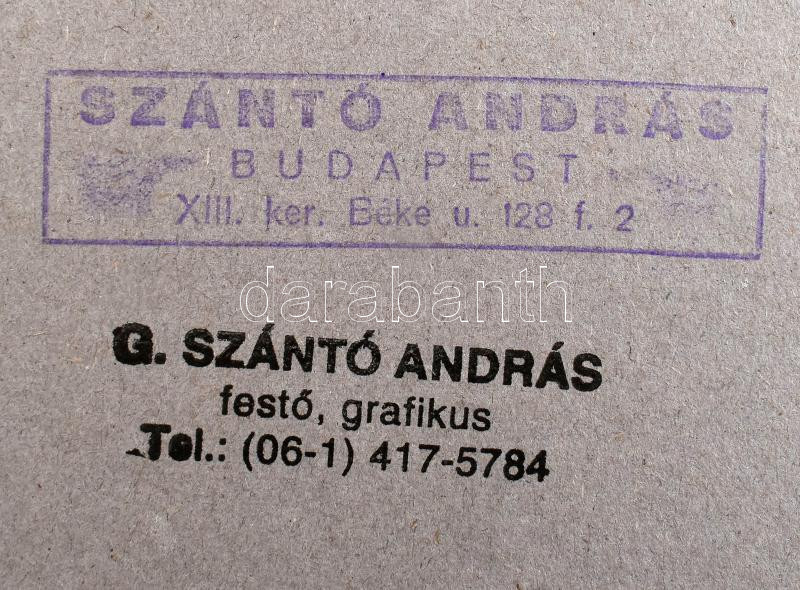 SZÁNTÓ ANDRÁS
BUDAPEST
XIII. ker. Béke u. 128 f. 2
darabanth
G. SZÁNTÓ ANDRÁS
festő, grafikus
Tel.: (06-1) 417-5784